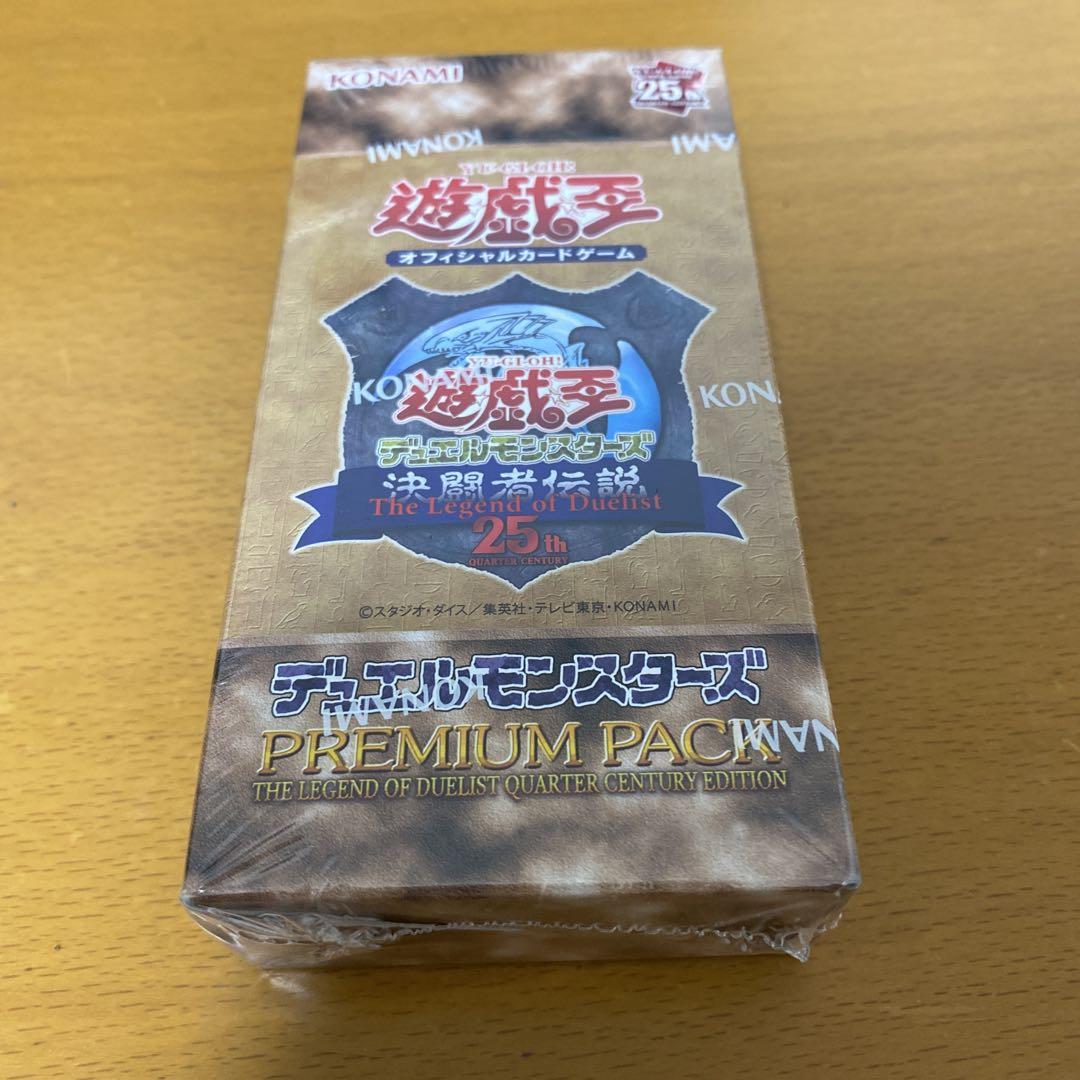 KONAMI
25th
KONAMI
AMI
YU-GI-OH!
遊戯王
オフィシャルカードゲーム
YU-GI-OH!
KONAMI
遊戯王
KON
デュエルモンスターズ
決闘者伝説
The Legend of Duelist
25th
QUARTER CENTURY
©スタジオ・ダイス/集英社・テレビ東京・KONAMI
デュエルモンスターズ
KONAMI
PREMIUM PACK
NAMI
THE LEGEND OF DUELIST QUARTER CENTURY EDITION